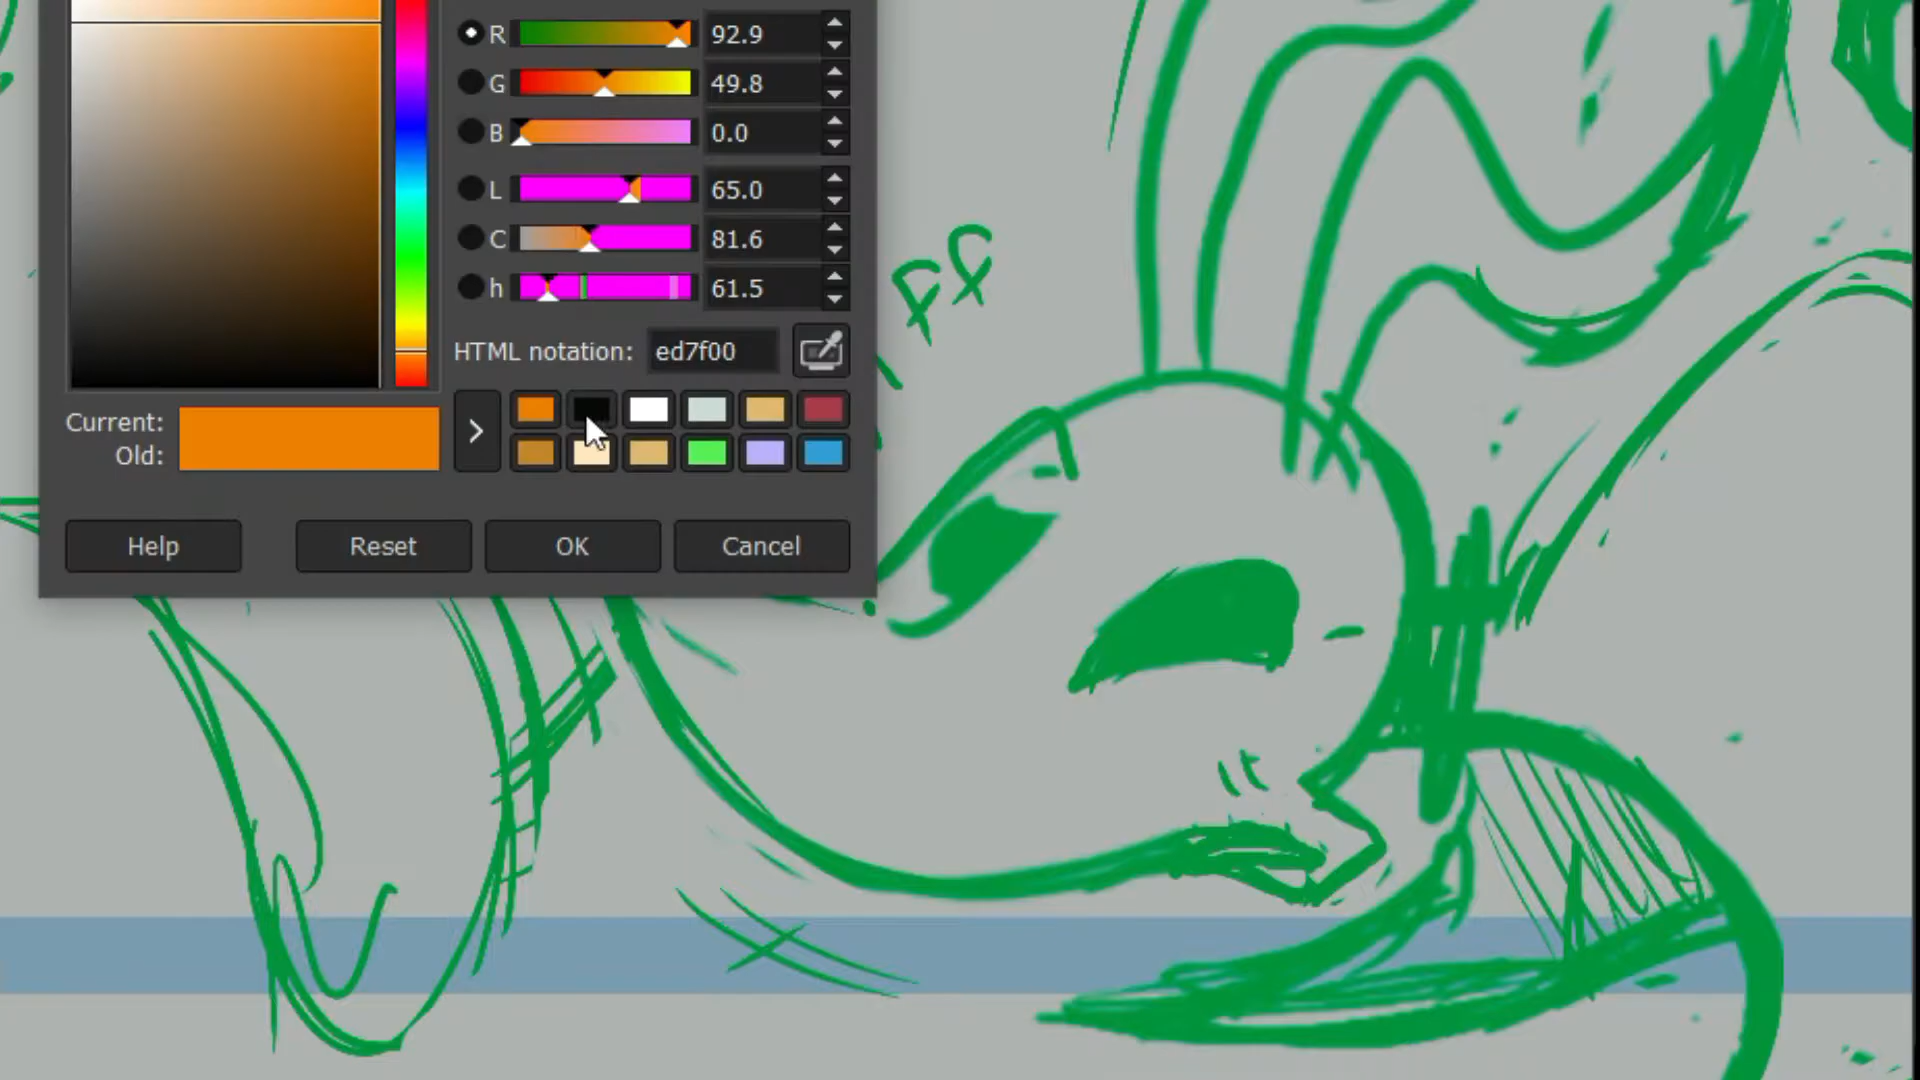 R 92.9
G 49.8
B 0.0
L 65.0
C 81.6
h 61.5
HTML notation: ed7f00
Current:
Old:
Help Reset OK Cancel
ff